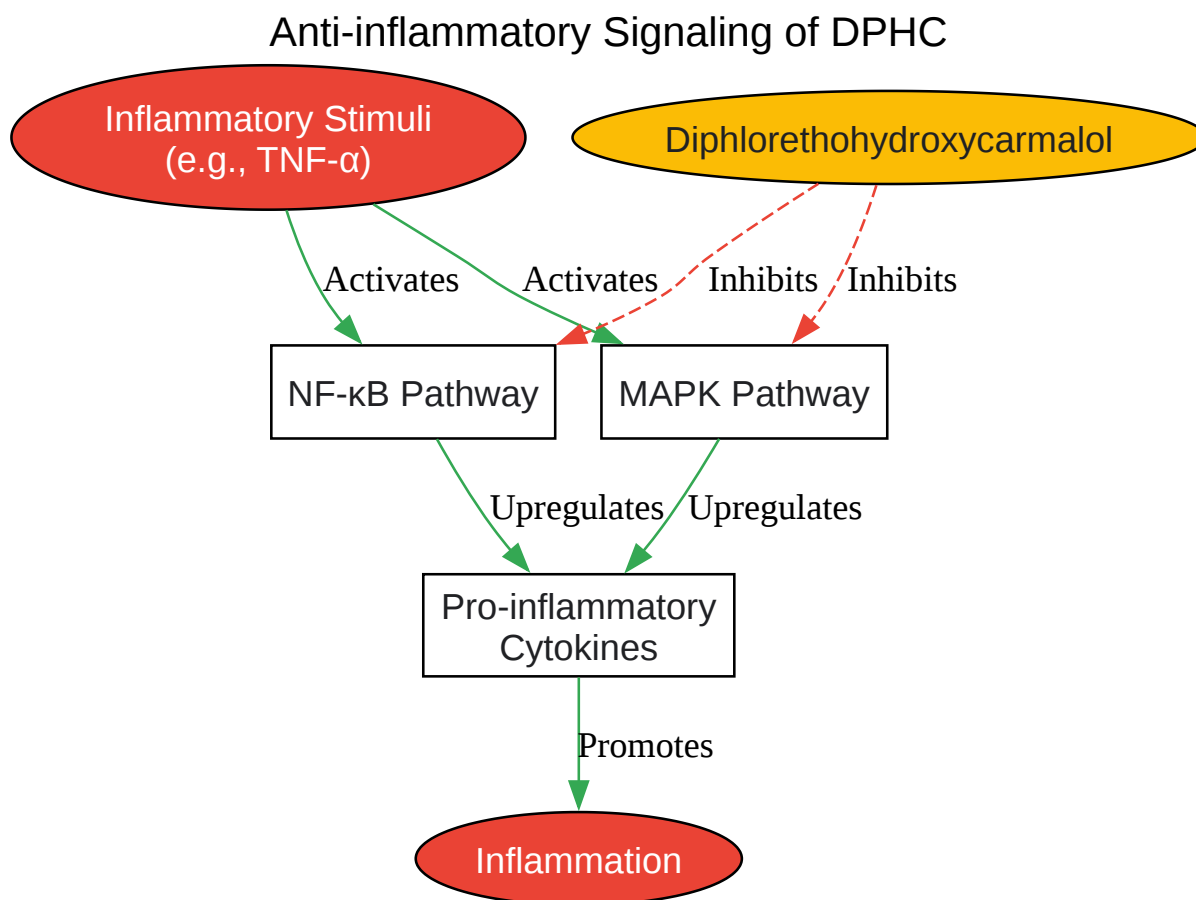 Anti-inflammatory Signaling of DPHC
Inflammatory Stimuli
(e.g., TNF-α)
Diphlorethohydroxycarmalol
Activates
Activates
Inhibits
Inhibits
NF-κB Pathway
MAPK Pathway
Upregulates
Upregulates
Pro-inflammatory
Cytokines
Promotes
Inflammation